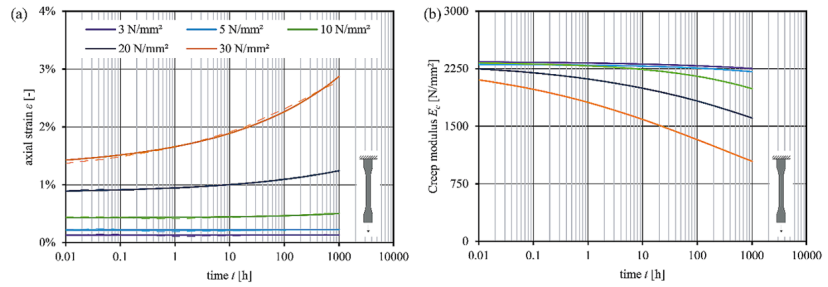 (a)
3 N/mm² 5 N/mm² 10 N/mm²
20 N/mm² 30 N/mm²
axial strain ε [-]
4%
3%
2%
1%
0%
0.01 0.1 1 10 100 1000 10000
time t [h]
(b)
Creep modulus E_c [N/mm²]
3000
2250
1500
750
0
0.01 0.1 1 10 100 1000 10000
time t [h]